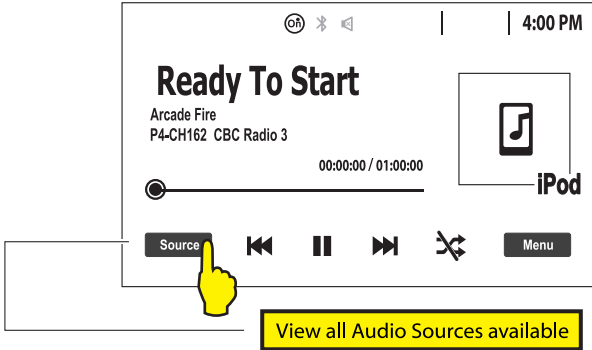 On
4:00 PM
Ready To Start
Arcade Fire
P4-CH162 CBC Radio 3
00:00:00 / 01:00:00
iPod
Source
Menu
View all Audio Sources available